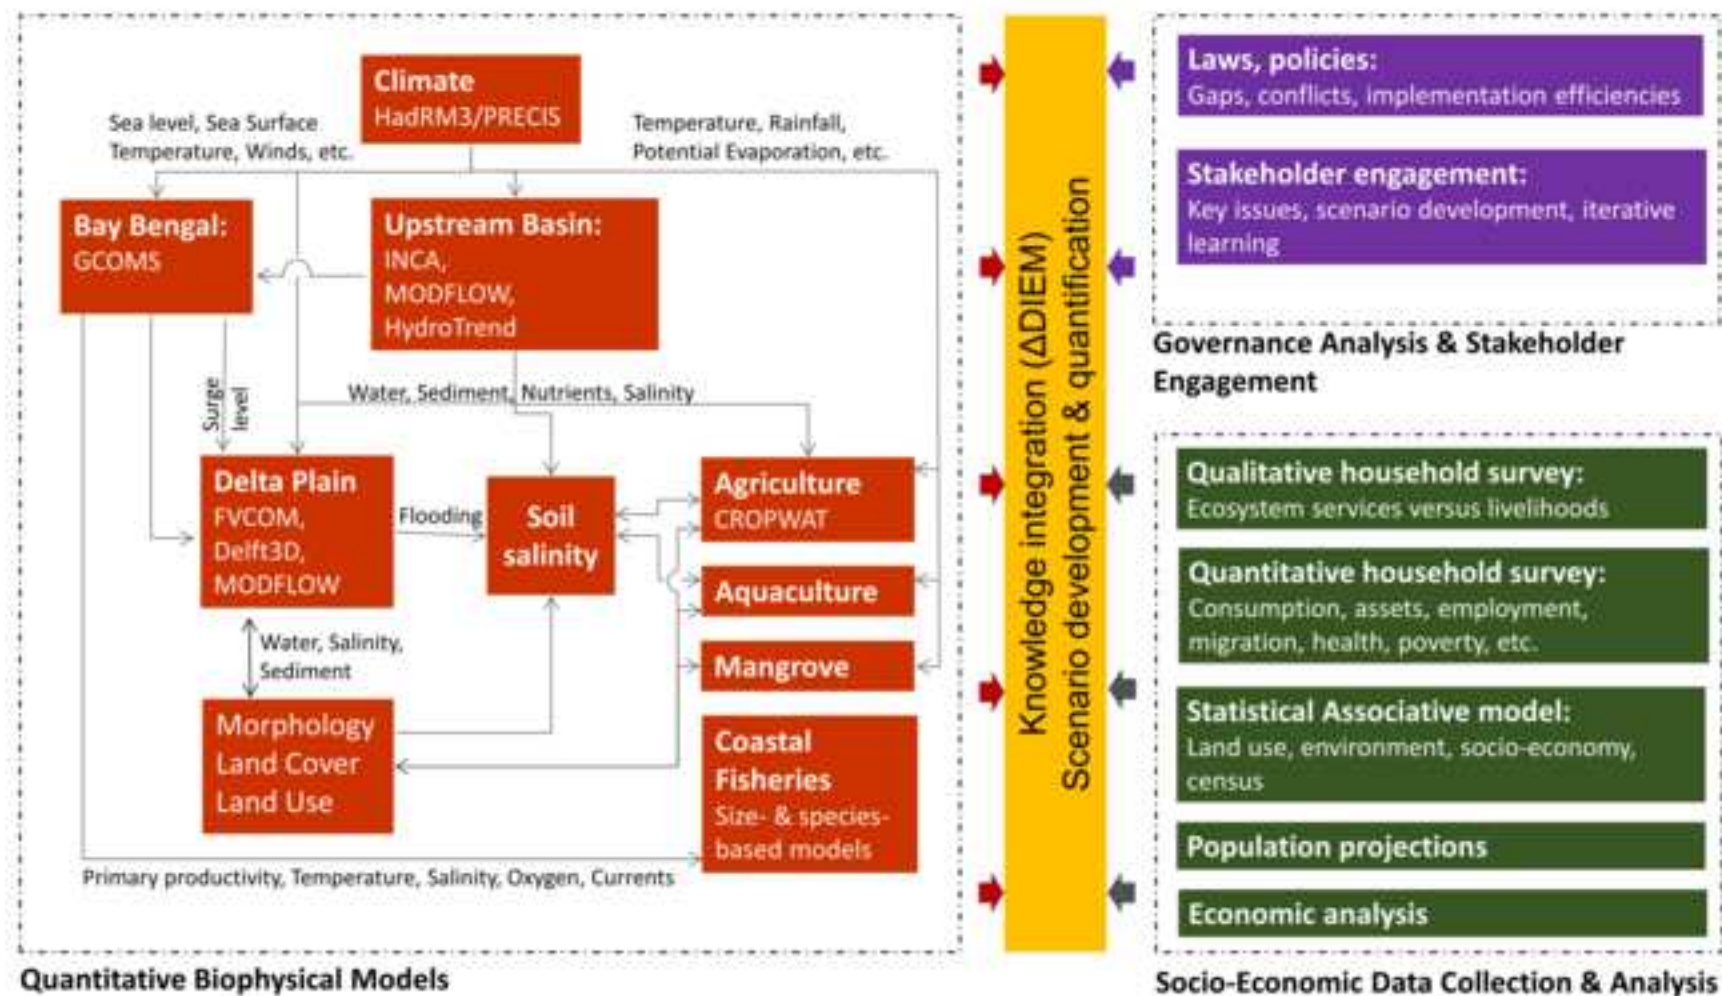 Climate
HadRM3/PRECIS
Sea level, Sea Surface
Temperature, Winds, etc.
Temperature, Rainfall,
Potential Evaporation, etc.
Bay Bengal:
GCOMS
Upstream Basin:
INCA,
MODFLOW,
HydroTrend
Surge
level
Water, Sediment, Nutrients, Salinity
Delta Plain
FVCOM,
Delft3D,
MODFLOW
Flooding
Soil
salinity
Agriculture
CROPWAT
Aquaculture
Mangrove
Water, Salinity,
Sediment
Morphology
Land Cover
Land Use
Coastal
Fisheries
Size- & species-
based models
Primary productivity, Temperature, Salinity, Oxygen, Currents
Quantitative Biophysical Models
Knowledge integration (ΔDIEM)
Scenario development & quantification
Laws, policies:
Gaps, conflicts, implementation efficiencies
Stakeholder engagement:
Key issues, scenario development, iterative
learning
Governance Analysis & Stakeholder
Engagement
Qualitative household survey:
Ecosystem services versus livelihoods
Quantitative household survey:
Consumption, assets, employment,
migration, health, poverty, etc.
Statistical Associative model:
Land use, environment, socio-economy,
census
Population projections
Economic analysis
Socio-Economic Data Collection & Analysis